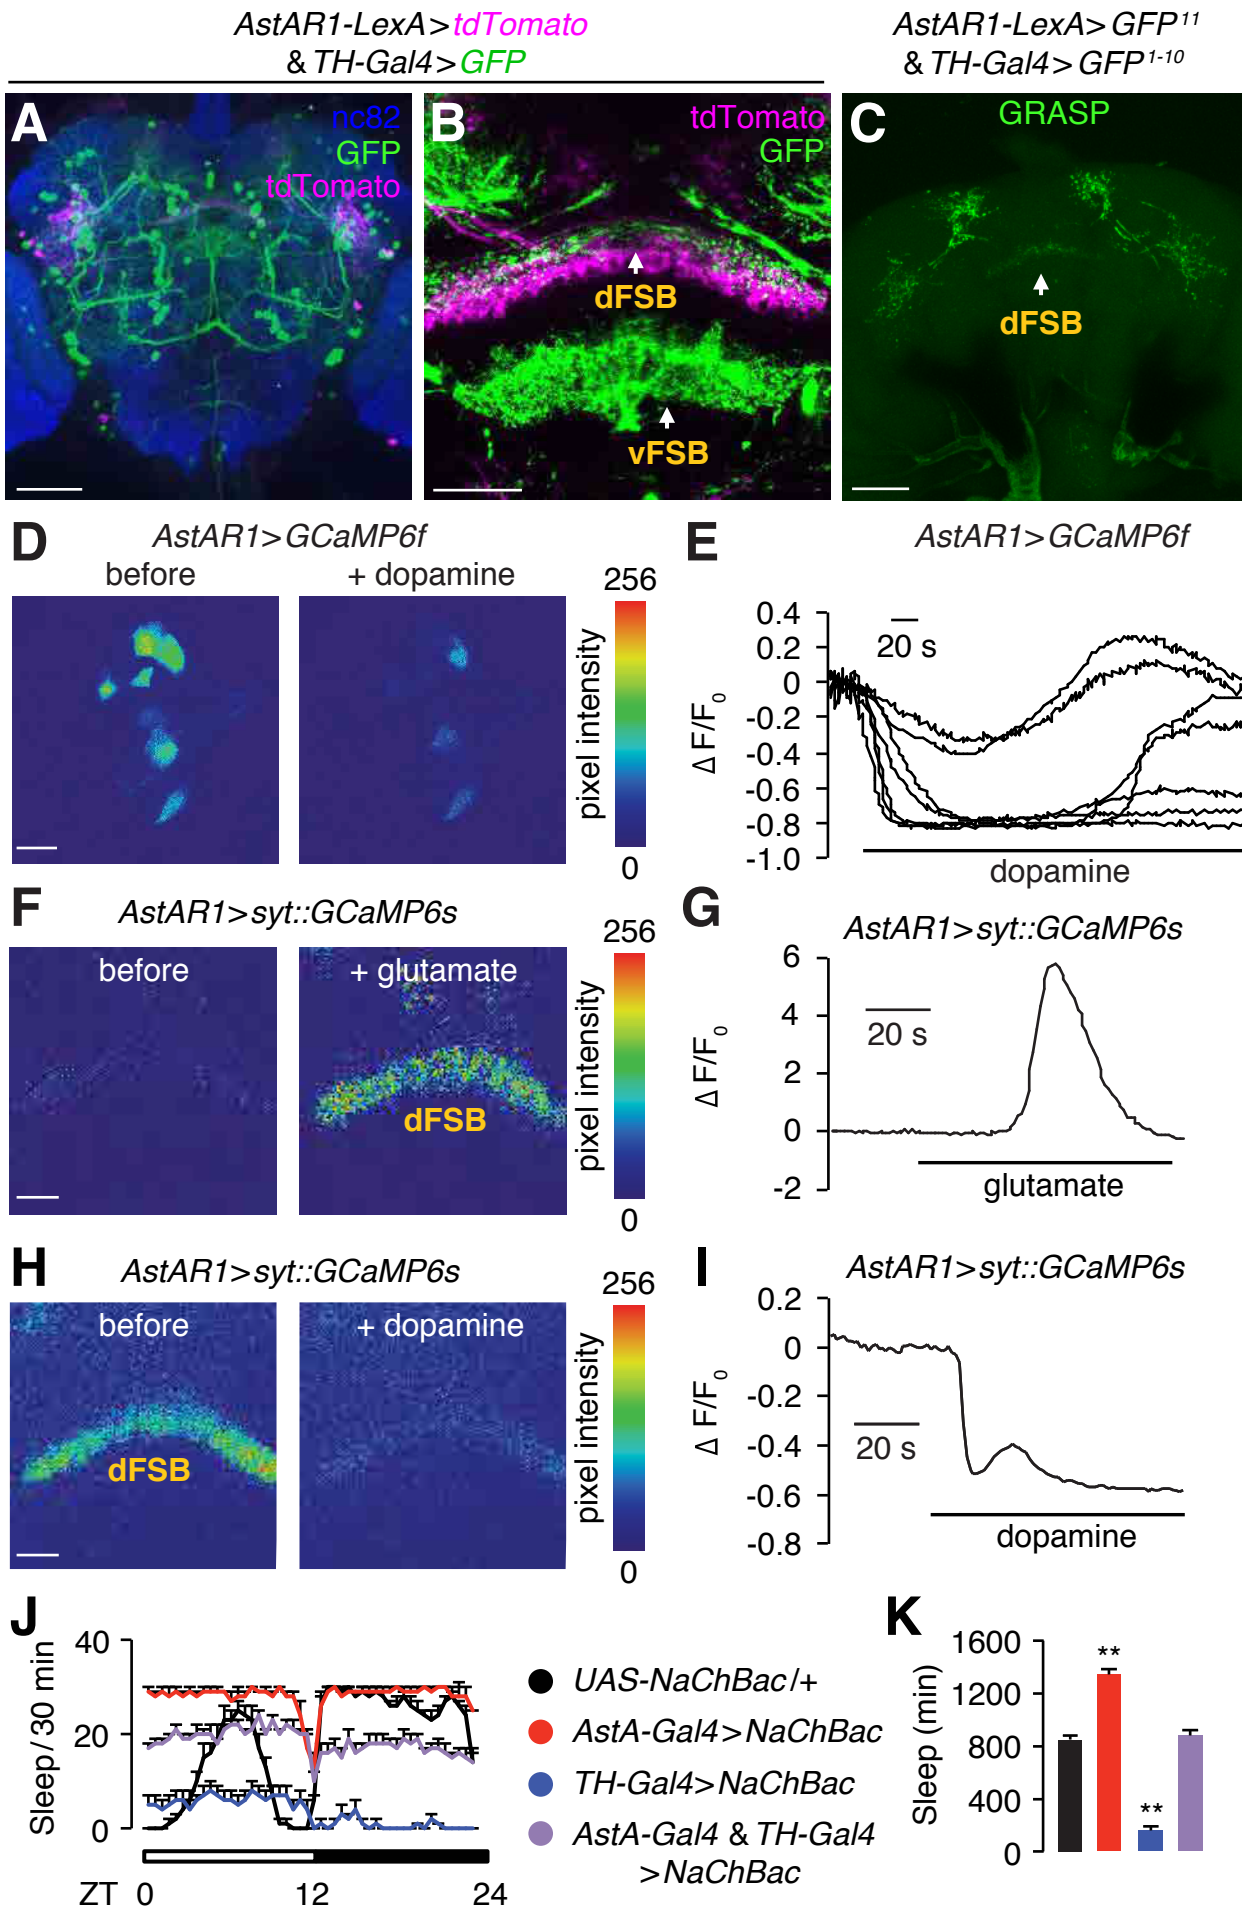 AstAR1-LexA>tdTomato
& TH-Gal4>GFP
AstAR1-LexA>GFP¹¹
& TH-Gal4>GFP¹⁻¹⁰
A
nc82
GFP
tdTomato
B
tdTomato
GFP
dFSB
vFSB
C
GRASP
dFSB
D
AstAR1>GCaMP6f
before
+ dopamine
256
pixel intensity
0
E
AstAR1>GCaMP6f
0.4
0.2
0
-0.2
-0.4
-0.6
-0.8
-1.0
Δ F/F₀
20 s
dopamine
F
AstAR1>syt::GCaMP6s
before
+ glutamate
dFSB
256
pixel intensity
0
G
AstAR1>syt::GCaMP6s
6
4
2
0
-2
Δ F/F₀
20 s
glutamate
H
AstAR1>syt::GCaMP6s
before
+ dopamine
dFSB
256
pixel intensity
0
I
AstAR1>syt::GCaMP6s
0.2
0
-0.2
-0.4
-0.6
-0.8
Δ F/F₀
20 s
dopamine
J
Sleep / 30 min
40
20
0
ZT 0 12 24
UAS-NaChBac/+
AstA-Gal4>NaChBac
TH-Gal4>NaChBac
AstA-Gal4 & TH-Gal4
>NaChBac
K
Sleep (min)
1600
1200
800
400
0
**
**